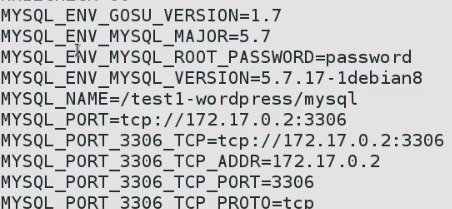 MYSQL_ENV_GOSU_VERSION=1.7
MYSQL_ENV_MYSQL_MAJOR=5.7
MYSQL_ENV_MYSQL_ROOT_PASSWORD=password
MYSQL_ENV_MYSQL_VERSION=5.7.17-1debian8
MYSQL_NAME=/test1-wordpress/mysql
MYSQL_PORT=tcp://172.17.0.2:3306
MYSQL_PORT_3306_TCP=tcp://172.17.0.2:3306
MYSQL_PORT_3306_TCP_ADDR=172.17.0.2
MYSQL_PORT_3306_TCP_PORT=3306
MYSQL_PORT_3306_TCP_PROTO=tcp